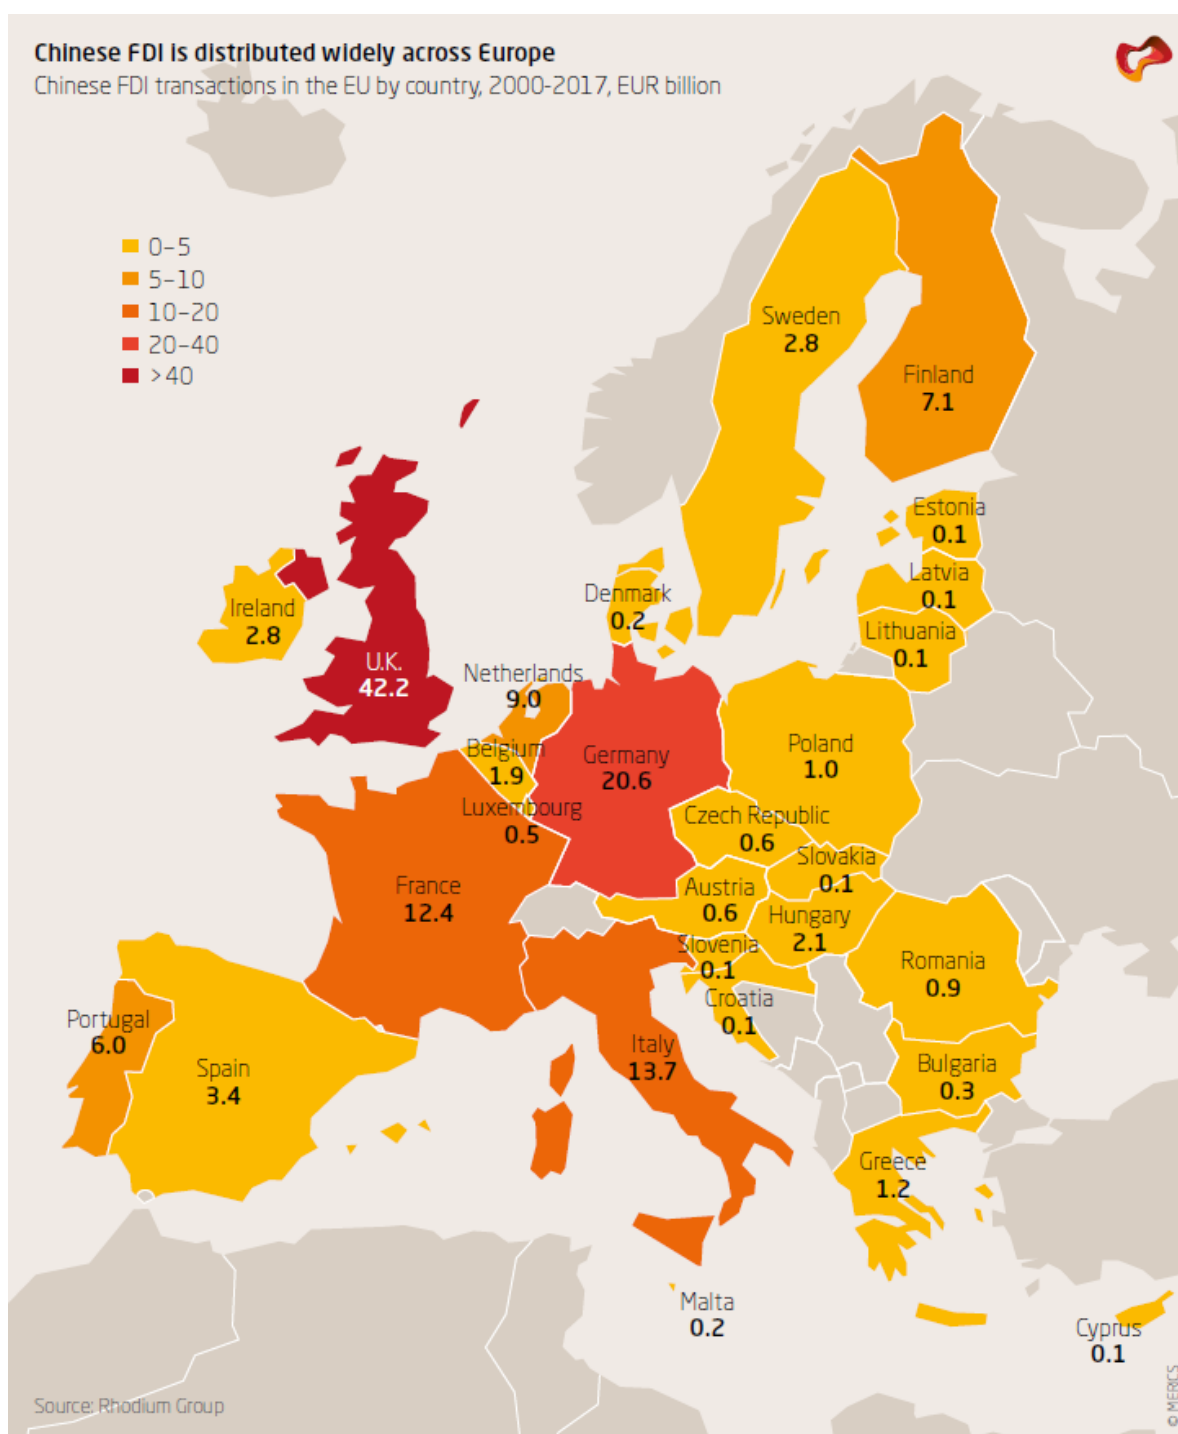 Chinese FDI is distributed widely across Europe
Chinese FDI transactions in the EU by country, 2000-2017, EUR billion
0–5
5–10
10–20
20–40
>40
Sweden
2.8
Finland
7.1
Estonia
0.1
Latvia
0.1
Lithuania
0.1
Denmark
0.2
Ireland
2.8
U.K.
42.2
Netherlands
9.0
Belgium
1.9
Luxembourg
0.5
Germany
20.6
Poland
1.0
Czech Republic
0.6
Slovakia
0.1
Austria
0.6
Hungary
2.1
France
12.4
Slovenia
0.1
Croatia
0.1
Romania
0.9
Bulgaria
0.3
Portugal
6.0
Spain
3.4
Italy
13.7
Greece
1.2
Malta
0.2
Cyprus
0.1
Source: Rhodium Group
© MERICS